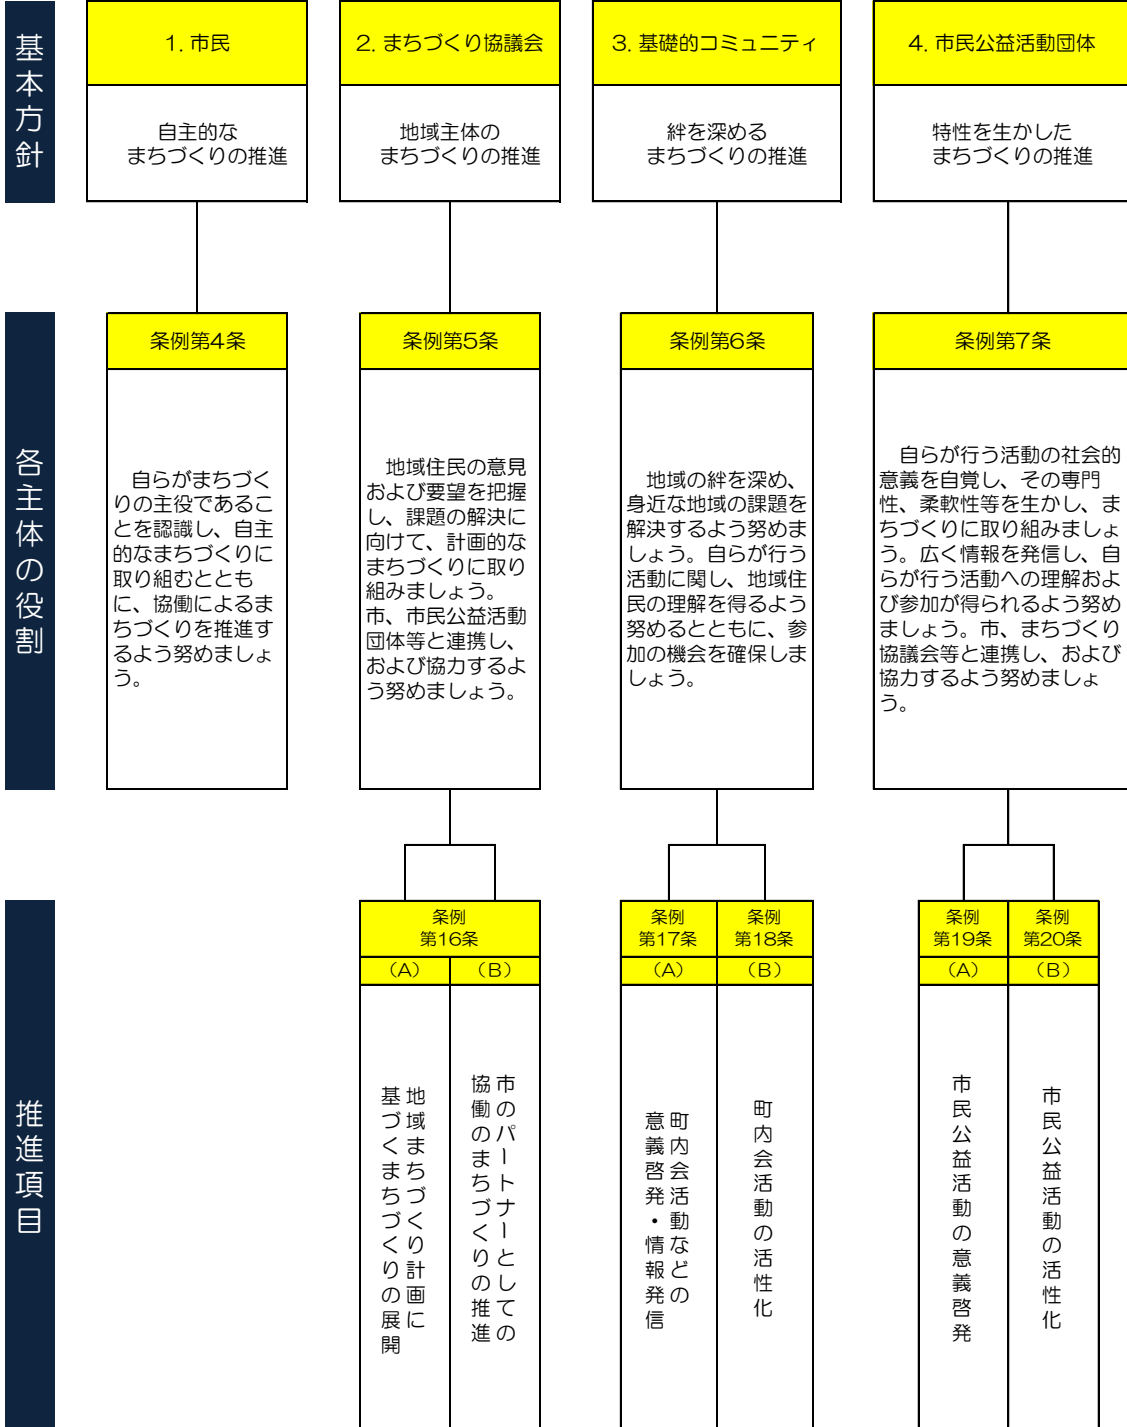 基本方針
1. 市民
自主的な
まちづくりの推進
2. まちづくり協議会
地域主体の
まちづくりの推進
3. 基礎的コミュニティ
絆を深める
まちづくりの推進
4. 市民公益活動団体
特性を生かした
まちづくりの推進
各主体の役割
条例第4条
自らがまちづく
りの主役であるこ
とを認識し、自主
的なまちづくりに
取り組むととも
に、協働によるま
ちづくりを推進す
るよう努めましょ
う。
条例第5条
地域住民の意見
および要望を把握
し、課題の解決に
向けて、計画的な
まちづくりに取り
組みましょう。
市、市民公益活動
団体等と連携し、
および協力するよ
う努めましょう。
条例第6条
地域の絆を深め、
身近な地域の課題を
解決するよう努めま
しょう。自らが行う
活動に関し、地域住
民の理解を得るよう
努めるとともに、参
加の機会を確保しま
しょう。
条例第7条
自らが行う活動の社会的
意義を自覚し、その専門
性、柔軟性等を生かし、ま
ちづくりに取り組みましょ
う。広く情報を発信し、自
らが行う活動への理解およ
び参加が得られるよう努め
ましょう。市、まちづくり
協議会等と連携し、および
協力するよう努めましょ
う。
推進項目
条例
第16条
(A)
地域まちづくり計画に
基づくまちづくりの展開
(B)
市のパートナーとしての
協働のまちづくりの推進
条例
第17条
(A)
町内会活動などの
意義啓発・情報発信
条例
第18条
(B)
町内会活動の活性化
条例
第19条
(A)
市民公益活動の意義啓発
条例
第20条
(B)
市民公益活動の活性化